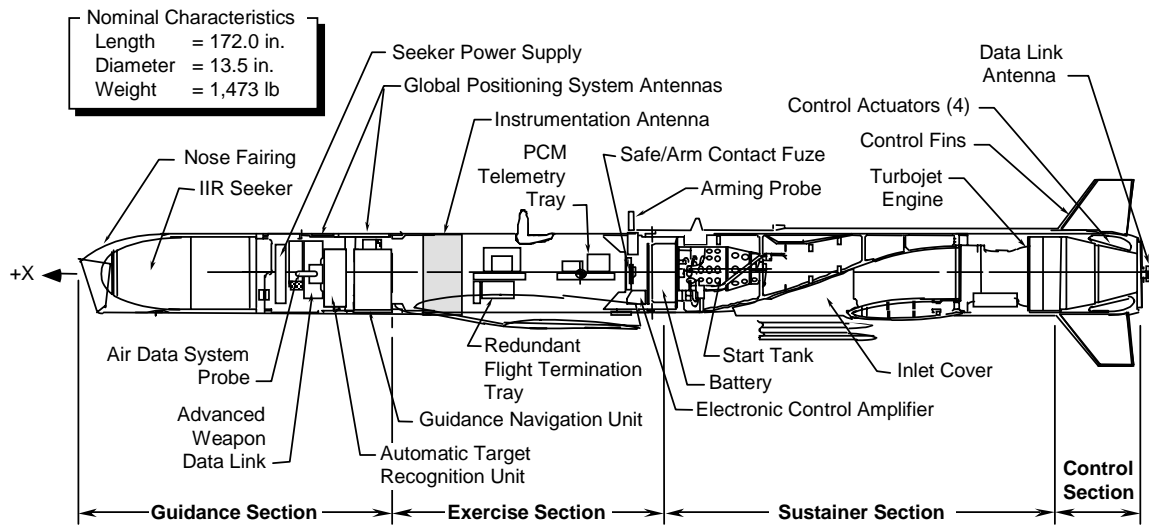 Nominal Characteristics
Length = 172.0 in.
Diameter = 13.5 in.
Weight = 1,473 lb
Seeker Power Supply
Global Positioning System Antennas
Instrumentation Antenna
Nose Fairing
IIR Seeker
PCM
Telemetry
Tray
Safe/Arm Contact Fuze
Arming Probe
Data Link
Antenna
Control Actuators (4)
Control Fins
Turbojet
Engine
+X
Air Data System
Probe
Advanced
Weapon
Data Link
Automatic Target
Recognition Unit
Guidance Navigation Unit
Redundant
Flight Termination
Tray
Start Tank
Battery
Electronic Control Amplifier
Inlet Cover
Guidance Section
Exercise Section
Sustainer Section
Control
Section